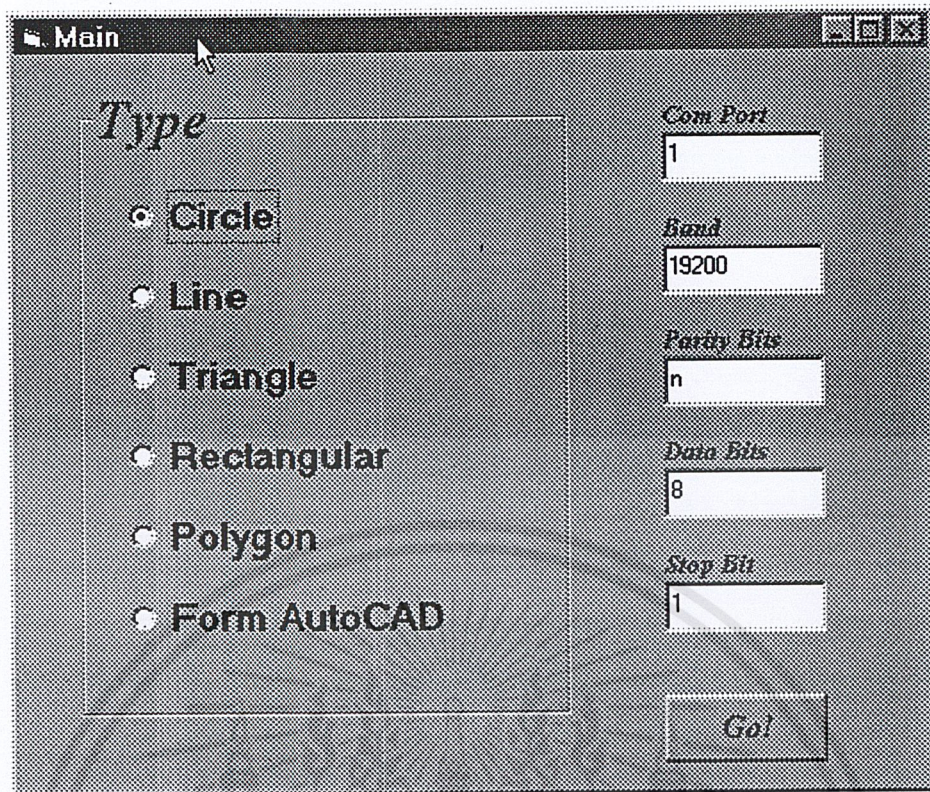 Main
Type
Circle
Line
Triangle
Rectangular
Polygon
Form AutoCAD
Com Port
1
Baud
19200
Parity Bits
n
Data Bits
8
Stop Bit
1
Go!